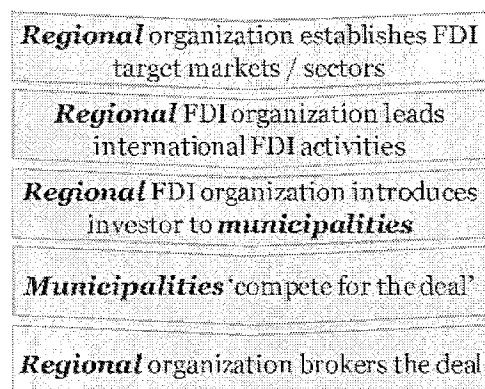 Regional organization establishes FDI
target markets / sectors
Regional FDI organization leads
international FDI activities
Regional FDI organization introduces
investor to municipalities
Municipalities 'compete for the deal'
Regional organization brokers the deal